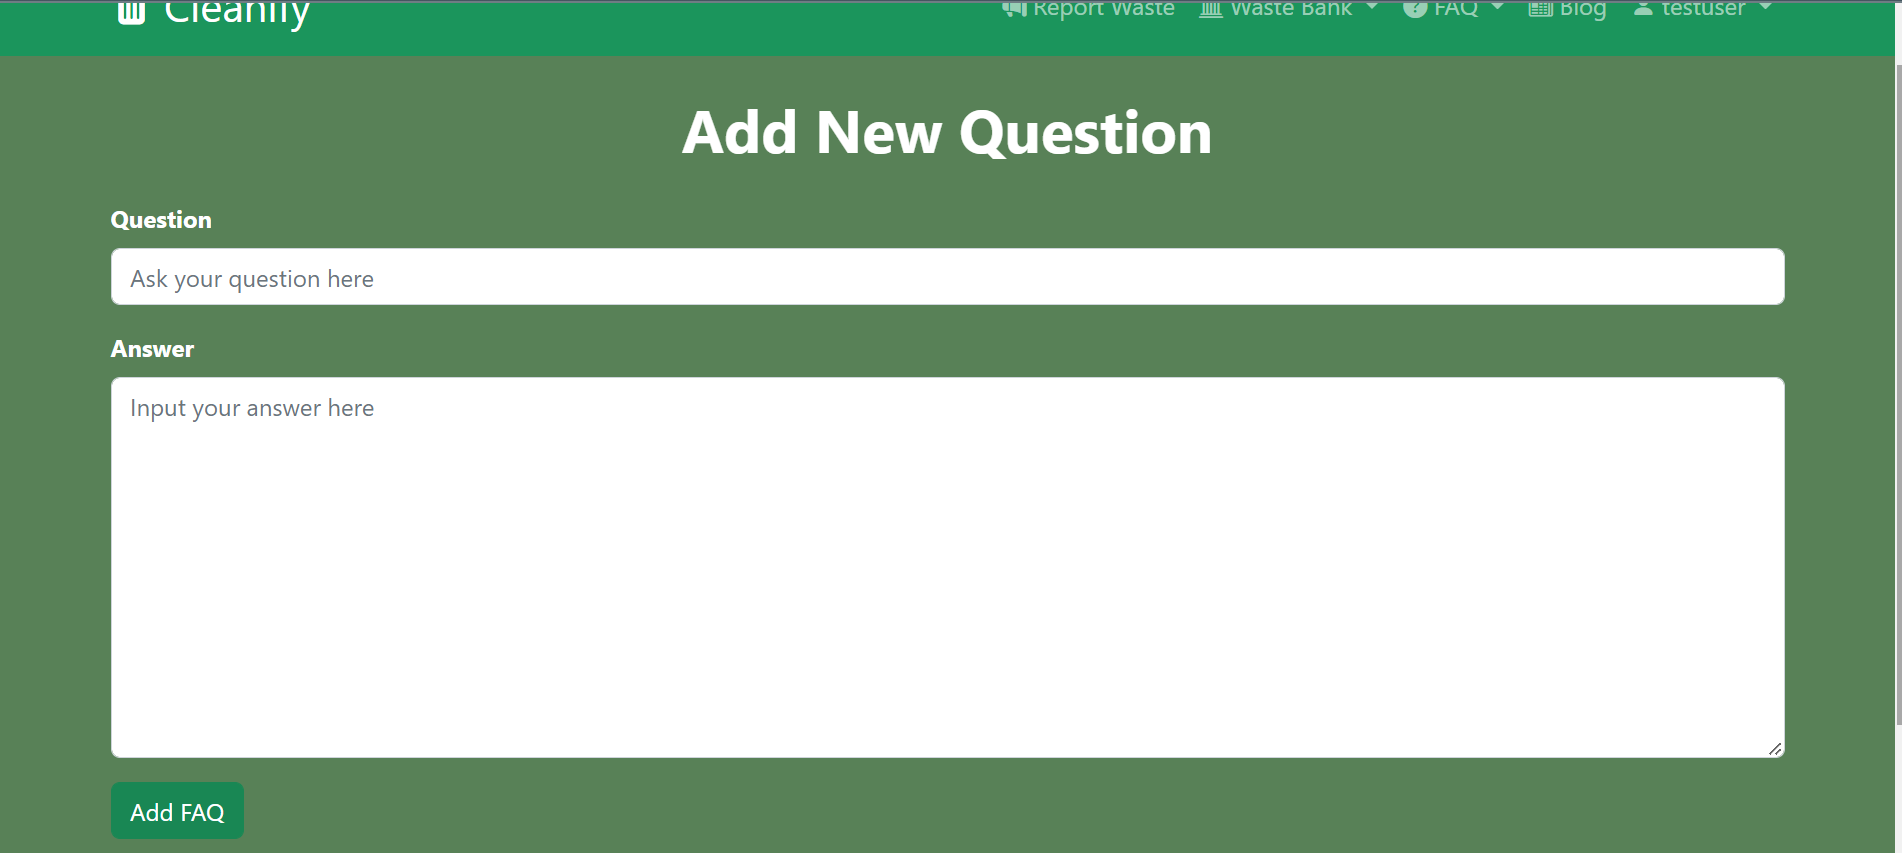 Cleanify
Report Waste Waste Bank FAQ Blog testuser
Add New Question
Question
Ask your question here
Answer
Input your answer here
Add FAQ